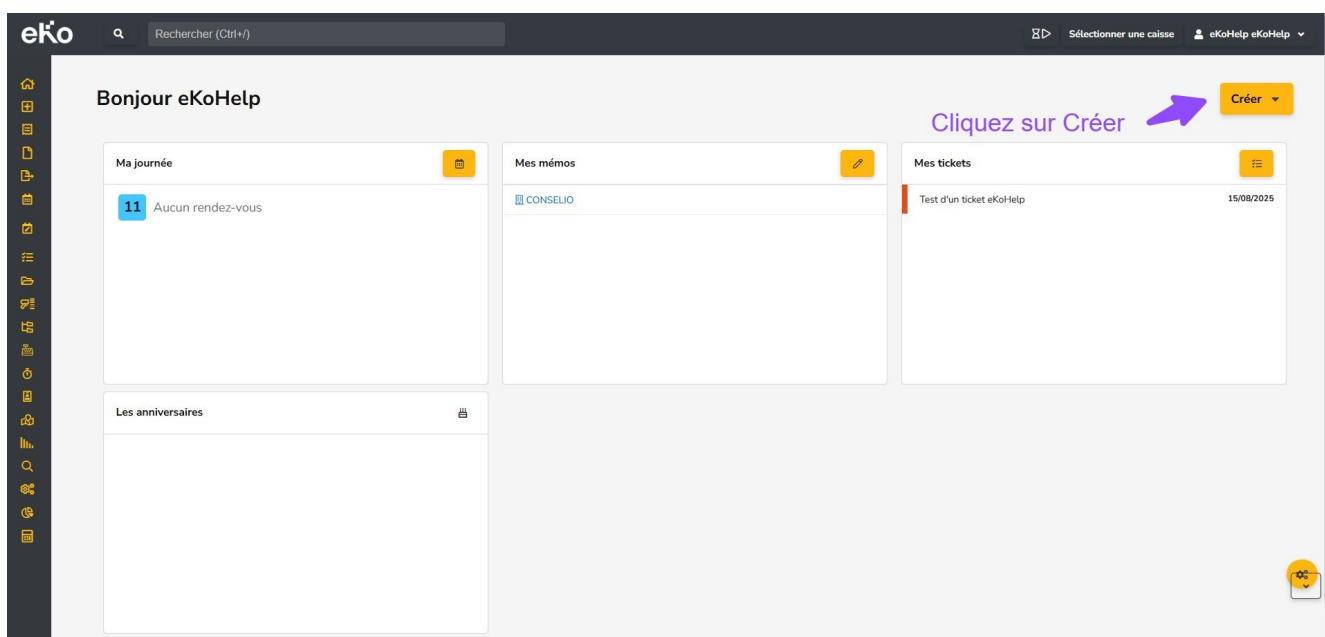 eKo
Rechercher (Ctrl+/)
Sélectionner une caisse
eKoHelp eKoHelp
Bonjour eKoHelp
Créer
Cliquez sur Créer
Ma journée
Mes mémos
Mes tickets
11 Aucun rendez-vous
CONSELIO
Test d'un ticket eKoHelp
15/08/2025
Les anniversaires